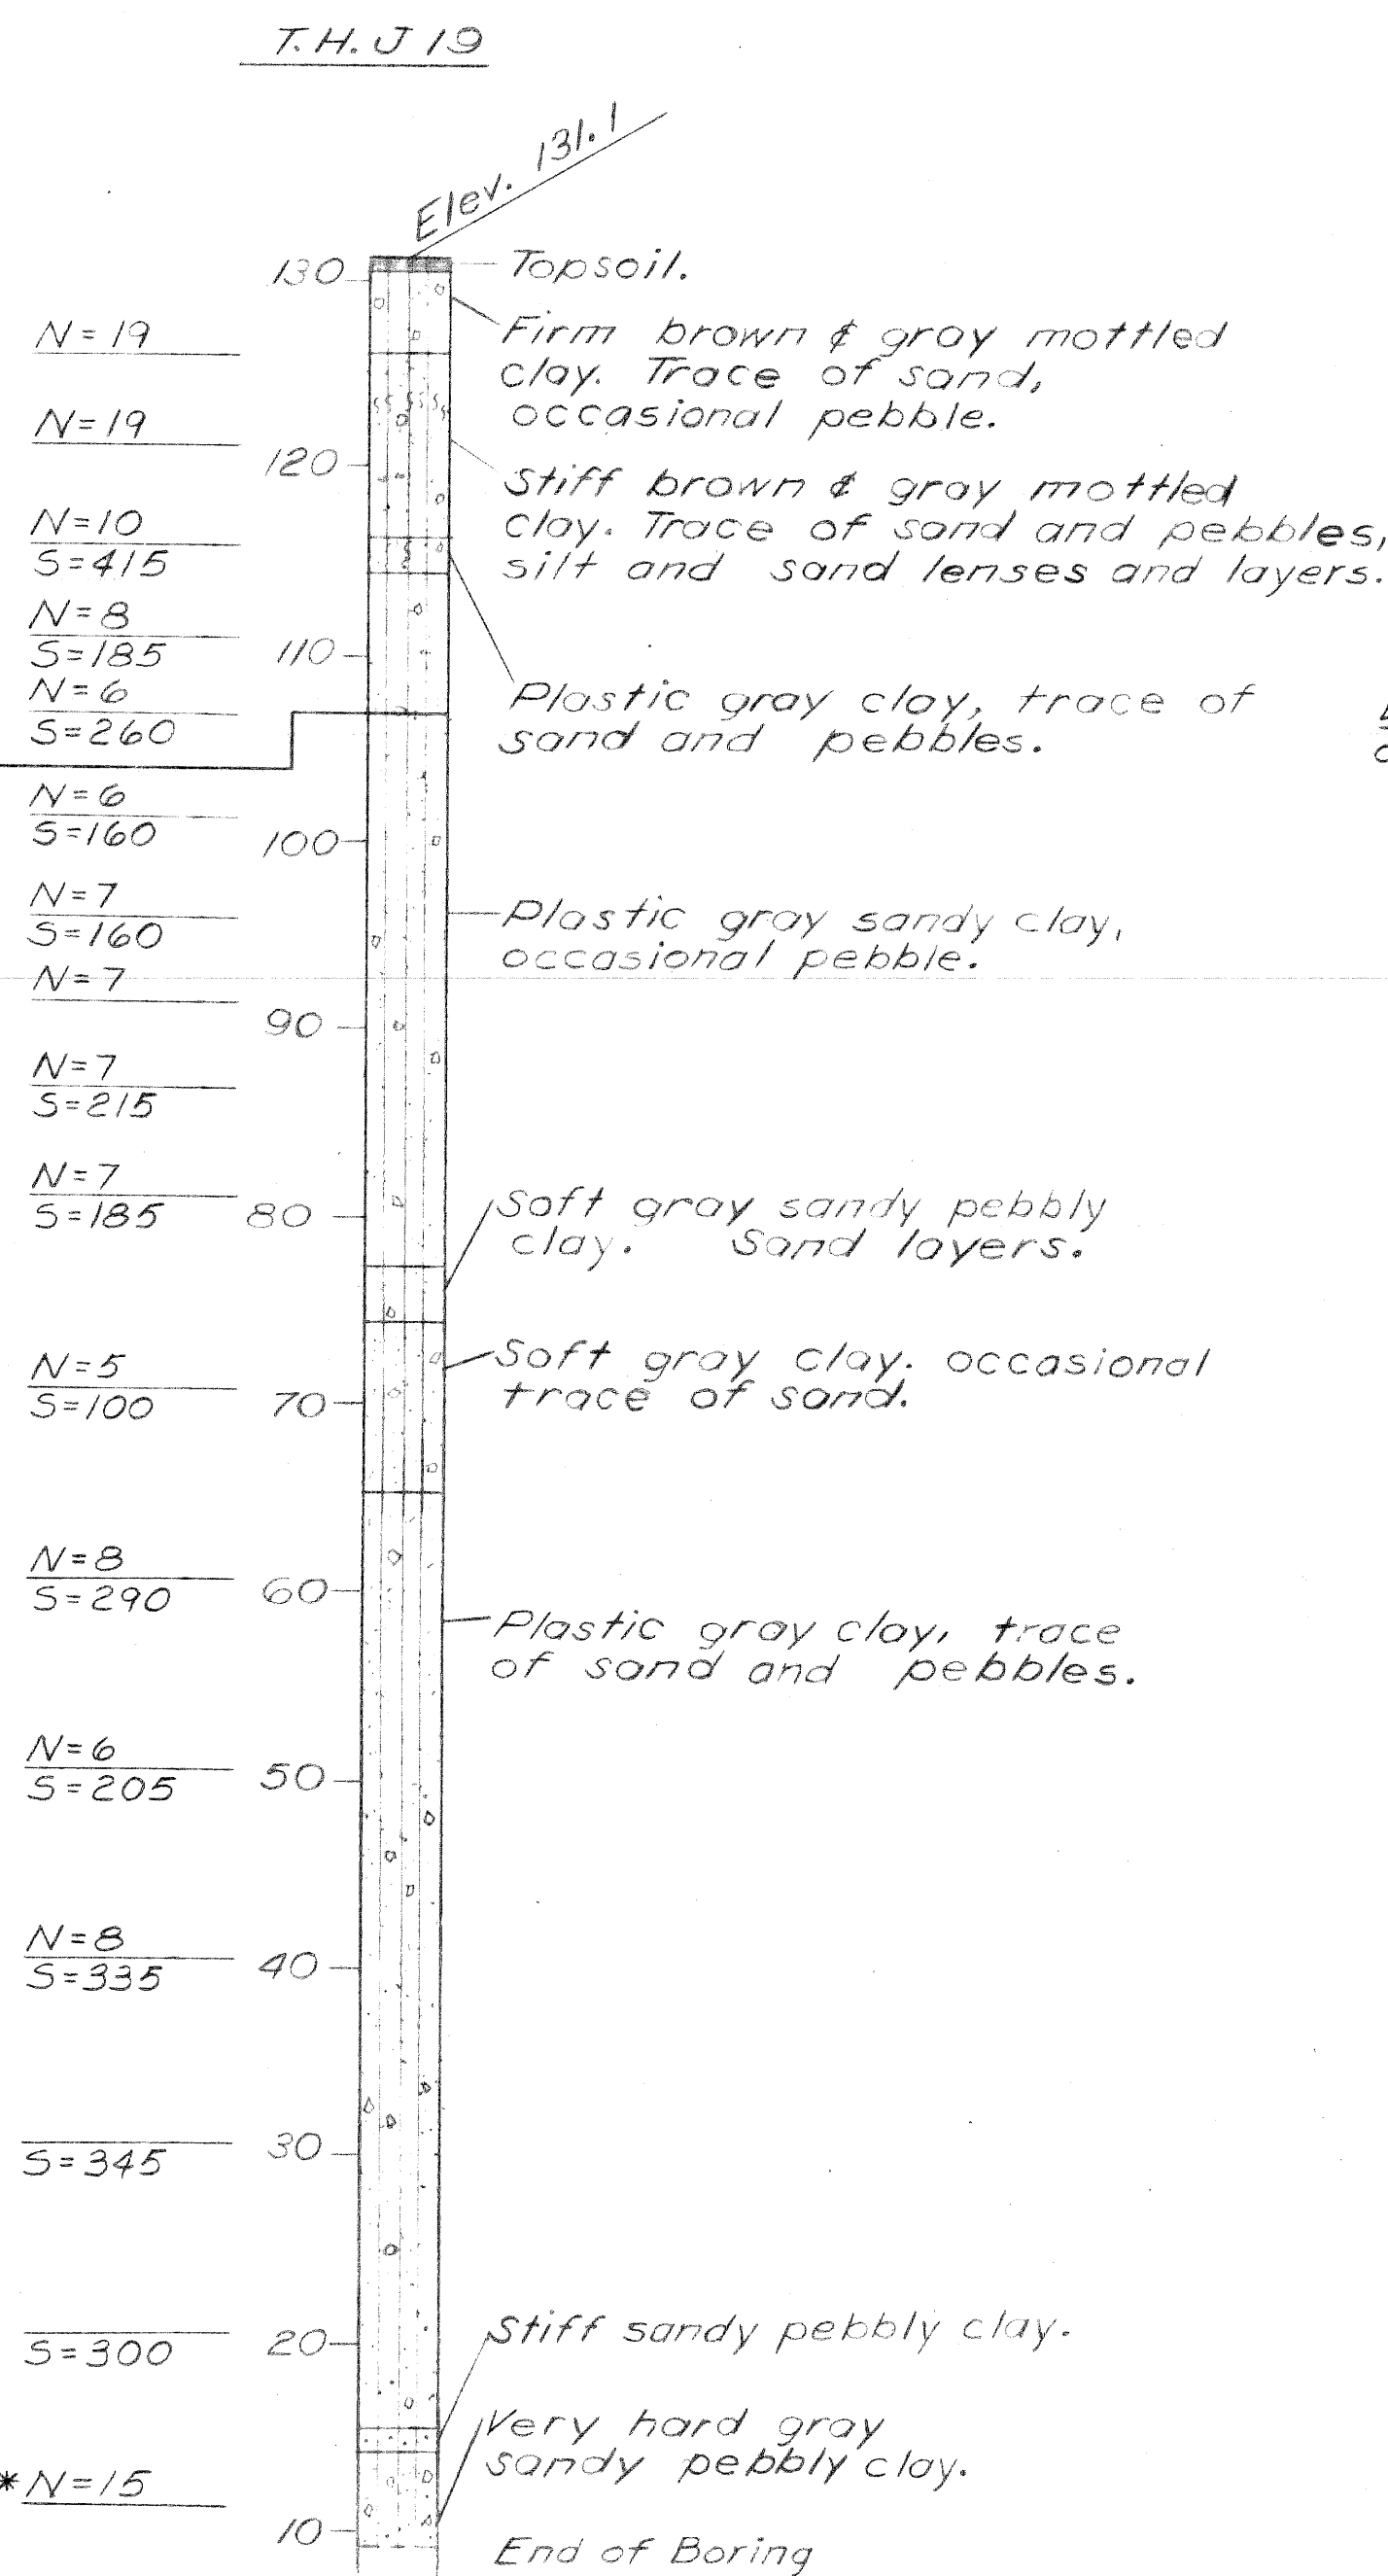 T.H. J 19
Elev. 131.1
130
Topsoil.
N=19
Firm brown & gray mottled
clay. Trace of sand,
occasional pebble.
N=19
120
Stiff brown & gray mottled
clay. Trace of sand and pebbles,
silt and sand lenses and layers.
N=10
S=415
N=8
S=185
110
N=6
S=260
Plastic gray clay, trace of
sand and pebbles.
N=6
S=160
100
N=7
S=160
Plastic gray sandy clay,
occasional pebble.
N=7
90
N=7
S=215
N=7
S=185
80
Soft gray sandy pebbly
clay. Sand layers.
N=5
S=100
70
Soft gray clay. occasional
trace of sand.
N=8
S=290
60
Plastic gray clay, trace
of sand and pebbles.
N=6
S=205
50
N=8
S=335
40
S=345
30
S=300
20
Stiff sandy pebbly clay.
Very hard gray
sandy pebbly clay.
*N=15
10
End of Boring